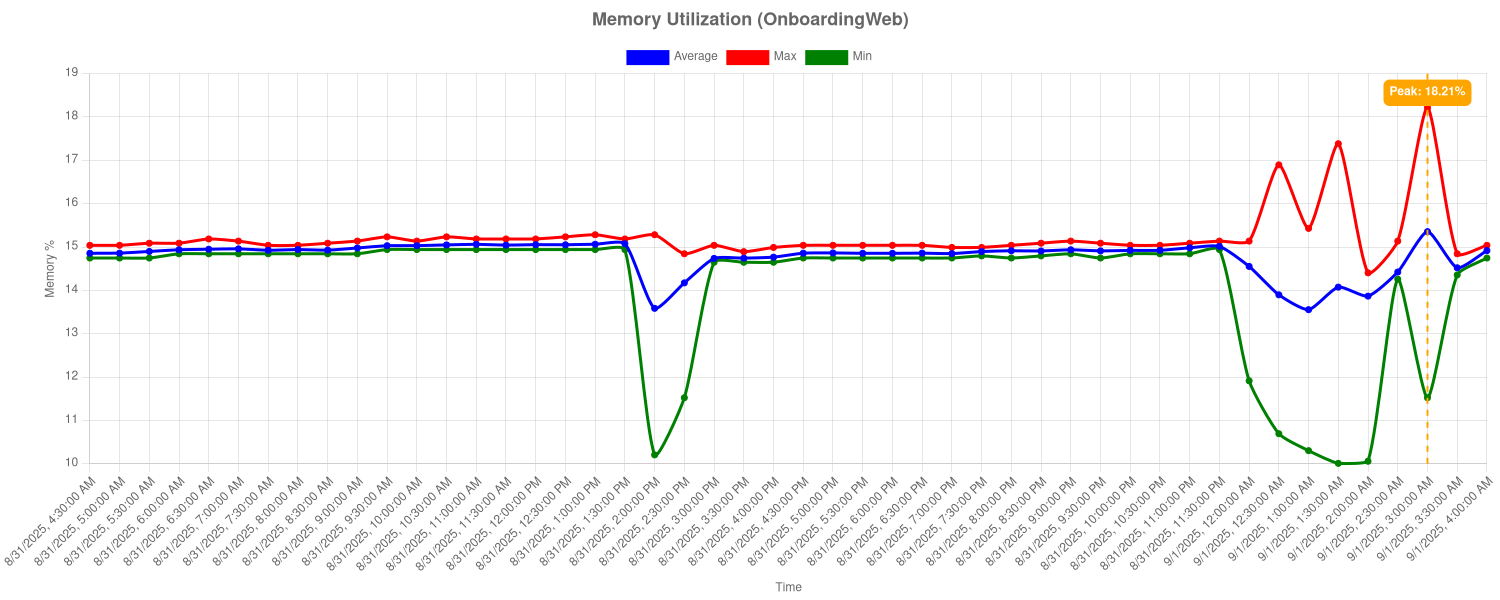 Memory Utilization (OnboardingWeb)
Average Max Min
Peak: 18.21%
19
18
17
16
15
14
13
12
11
10
Memory %
8/31/2025, 4:30:00 AM
8/31/2025, 5:00:00 AM
8/31/2025, 5:30:00 AM
8/31/2025, 6:00:00 AM
8/31/2025, 6:30:00 AM
8/31/2025, 7:00:00 AM
8/31/2025, 7:30:00 AM
8/31/2025, 8:00:00 AM
8/31/2025, 8:30:00 AM
8/31/2025, 9:00:00 AM
8/31/2025, 9:30:00 AM
8/31/2025, 10:00:00 AM
8/31/2025, 10:30:00 AM
8/31/2025, 11:00:00 AM
8/31/2025, 11:30:00 AM
8/31/2025, 12:00:00 PM
8/31/2025, 12:30:00 PM
8/31/2025, 1:00:00 PM
8/31/2025, 1:30:00 PM
8/31/2025, 2:00:00 PM
8/31/2025, 2:30:00 PM
8/31/2025, 3:00:00 PM
8/31/2025, 3:30:00 PM
8/31/2025, 4:00:00 PM
8/31/2025, 4:30:00 PM
8/31/2025, 5:00:00 PM
8/31/2025, 5:30:00 PM
8/31/2025, 6:00:00 PM
8/31/2025, 6:30:00 PM
8/31/2025, 7:00:00 PM
8/31/2025, 7:30:00 PM
8/31/2025, 8:00:00 PM
8/31/2025, 8:30:00 PM
8/31/2025, 9:00:00 PM
8/31/2025, 9:30:00 PM
8/31/2025, 10:00:00 PM
8/31/2025, 10:30:00 PM
8/31/2025, 11:00:00 PM
8/31/2025, 11:30:00 PM
9/1/2025, 12:00:00 AM
9/1/2025, 12:30:00 AM
9/1/2025, 1:00:00 AM
9/1/2025, 1:30:00 AM
9/1/2025, 2:00:00 AM
9/1/2025, 2:30:00 AM
9/1/2025, 3:00:00 AM
9/1/2025, 3:30:00 AM
9/1/2025, 4:00:00 AM
Time